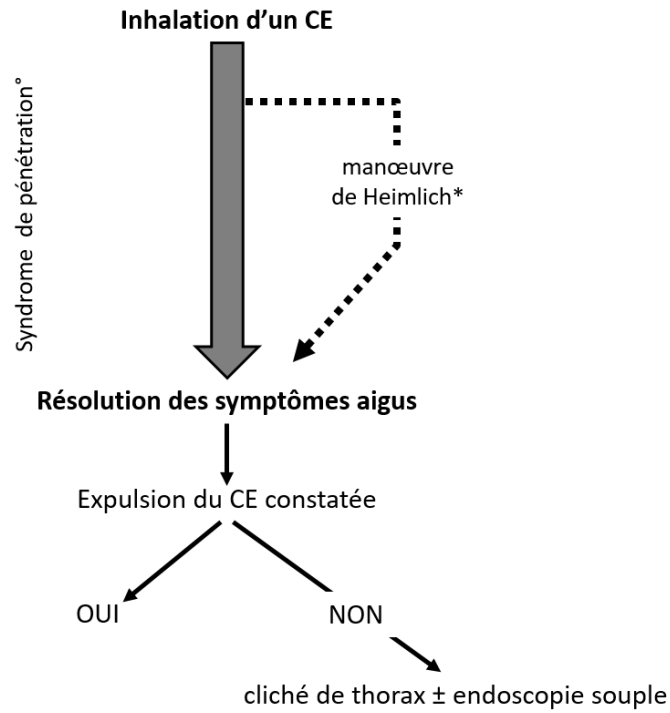 Inhalation d’un CE
Syndrome de pénétration°
manœuvre
de Heimlich*
Résolution des symptômes aigus
Expulsion du CE constatée
OUI
NON
cliché de thorax ± endoscopie souple